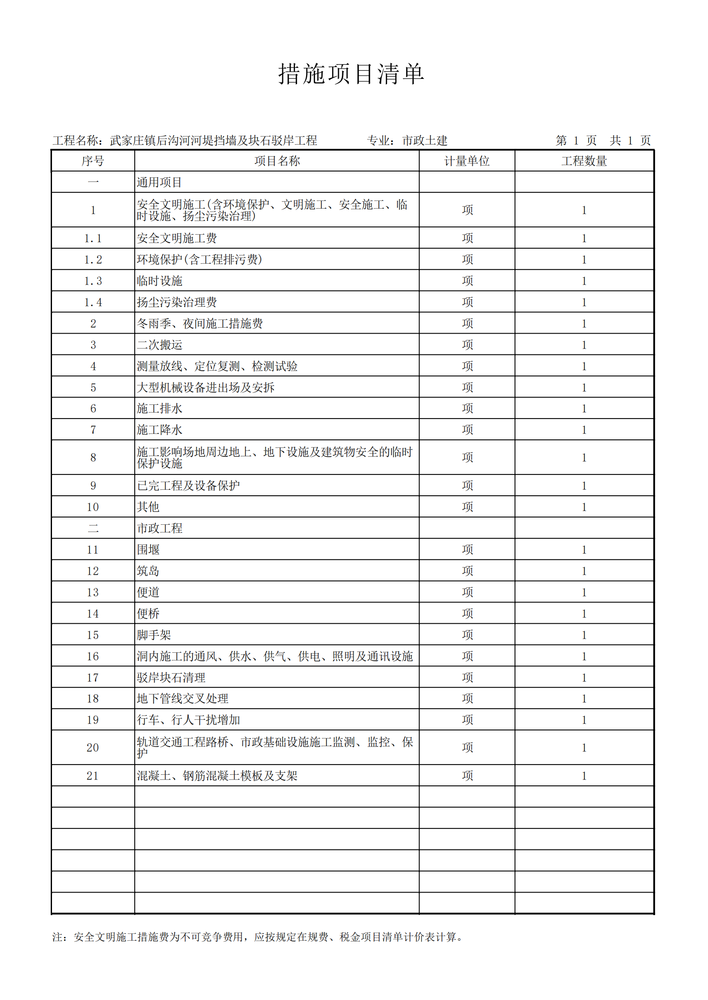 措施项目清单
工程名称：武家庄镇后沟河河堤挡墙及块石驳岸工程 专业：市政土建 第 1 页 共 1 页
序号 项目名称 计量单位 工程数量
一 通用项目
1 安全文明施工(含环境保护、文明施工、安全施工、临
时设施、扬尘污染治理) 项 1
1.1 安全文明施工费 项 1
1.2 环境保护(含工程排污费) 项 1
1.3 临时设施 项 1
1.4 扬尘污染治理费 项 1
2 冬雨季、夜间施工措施费 项 1
3 二次搬运 项 1
4 测量放线、定位复测、检测试验 项 1
5 大型机械设备进出场及安拆 项 1
6 施工排水 项 1
7 施工降水 项 1
8 施工影响场地周边地上、地下设施及建筑物安全的临时
保护设施 项 1
9 已完工程及设备保护 项 1
10 其他 项 1
二 市政工程
11 围堰 项 1
12 筑岛 项 1
13 便道 项 1
14 便桥 项 1
15 脚手架 项 1
16 洞内施工的通风、供水、供气、供电、照明及通讯设施 项 1
17 驳岸块石清理 项 1
18 地下管线交叉处理 项 1
19 行车、行人干扰增加 项 1
20 轨道交通工程路桥、市政基础设施施工监测、监控、保
护 项 1
21 混凝土、钢筋混凝土模板及支架 项 1
注：安全文明施工措施费为不可竞争费用，应按规定在规费、税金项目清单计价表计算。